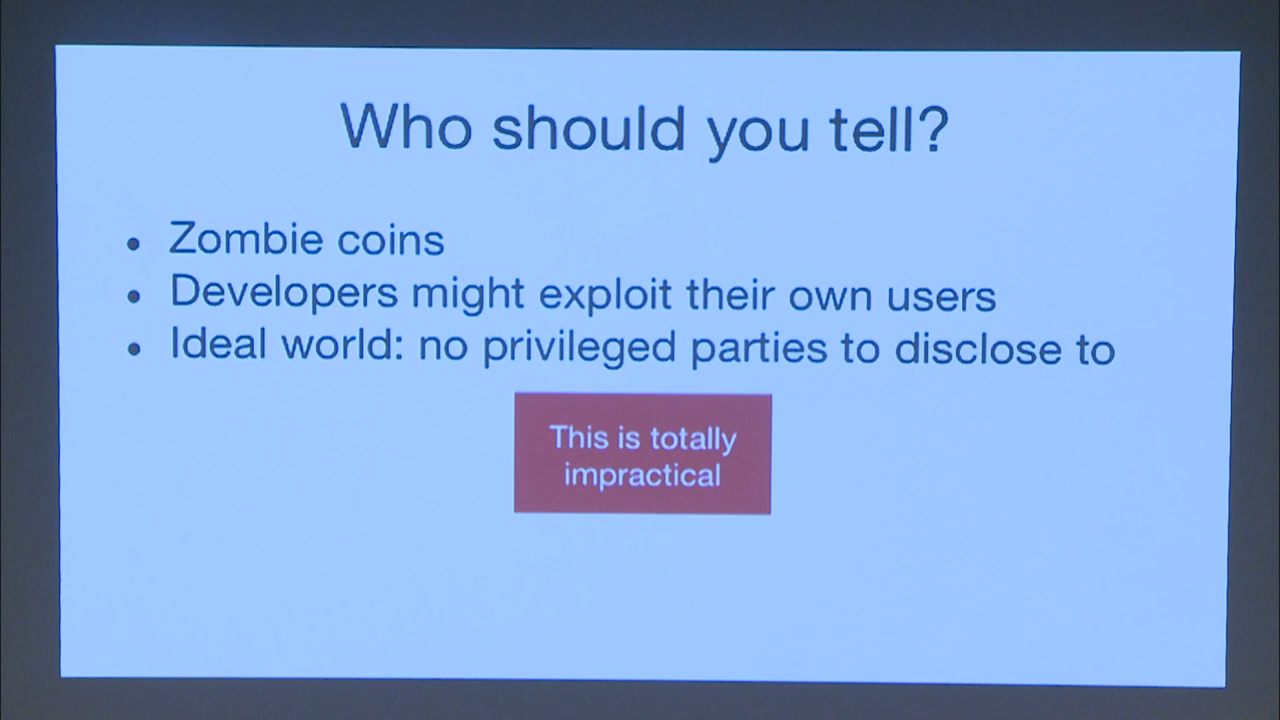 Who should you tell?
• Zombie coins
• Developers might exploit their own users
• Ideal world: no privileged parties to disclose to
This is totally
impractical